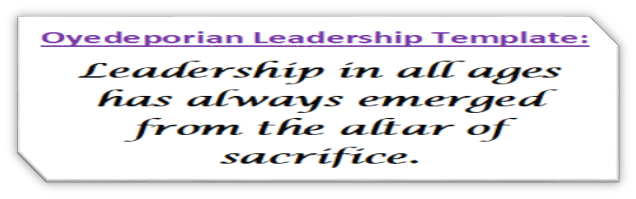 Oyedeporian Leadership Template:
Leadership in all ages
has always emerged
from the altar of
sacrifice.